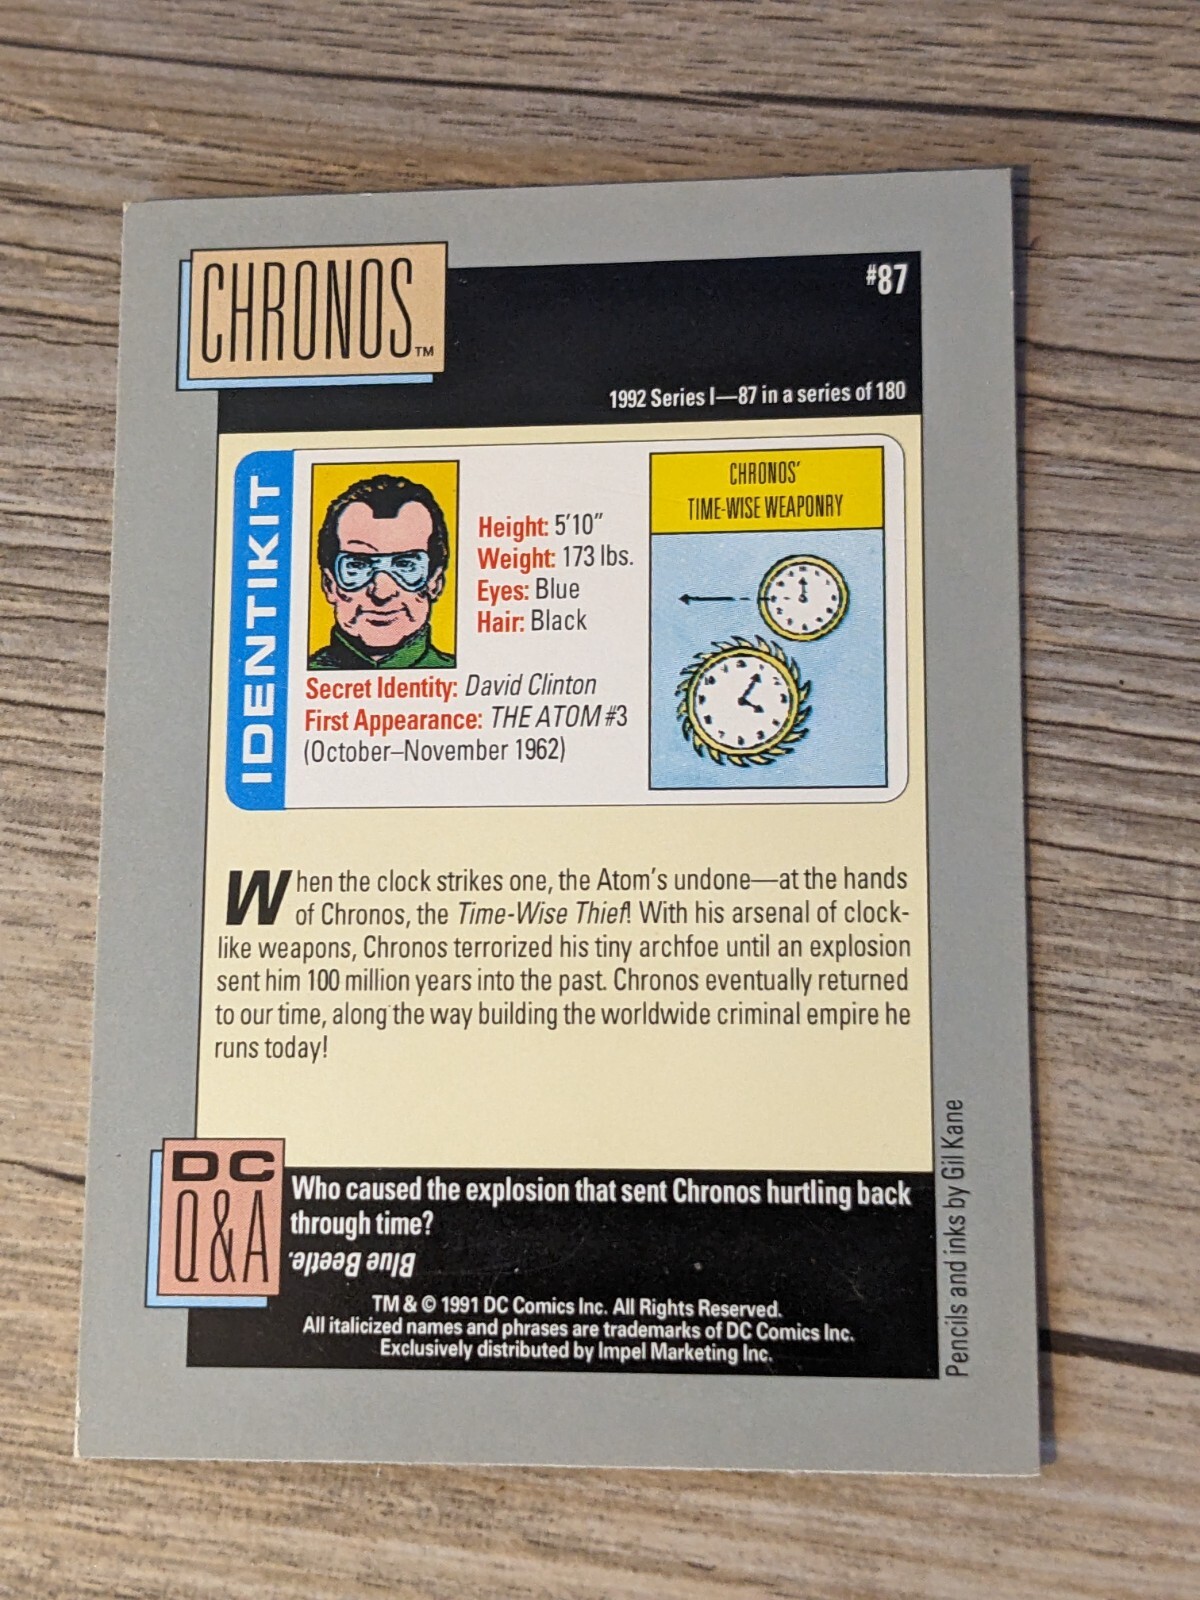 CHRONOS™
#87
1992 Series I—87 in a series of 180
IDENTIKIT
Height: 5'10"
Weight: 173 lbs.
Eyes: Blue
Hair: Black
Secret Identity: David Clinton
First Appearance: THE ATOM #3
(October–November 1962)
CHRONOS'
TIME-WISE WEAPONRY
When the clock strikes one, the Atom's undone—at the hands
of Chronos, the Time-Wise Thief! With his arsenal of clock-
like weapons, Chronos terrorized his tiny archfoe until an explosion
sent him 100 million years into the past. Chronos eventually returned
to our time, along the way building the worldwide criminal empire he
runs today!
DC
Q&A
Who caused the explosion that sent Chronos hurtling back
through time?
Blue Beetle.
TM & © 1991 DC Comics Inc. All Rights Reserved.
All italicized names and phrases are trademarks of DC Comics Inc.
Exclusively distributed by Impel Marketing Inc.
Pencils and inks by Gil Kane